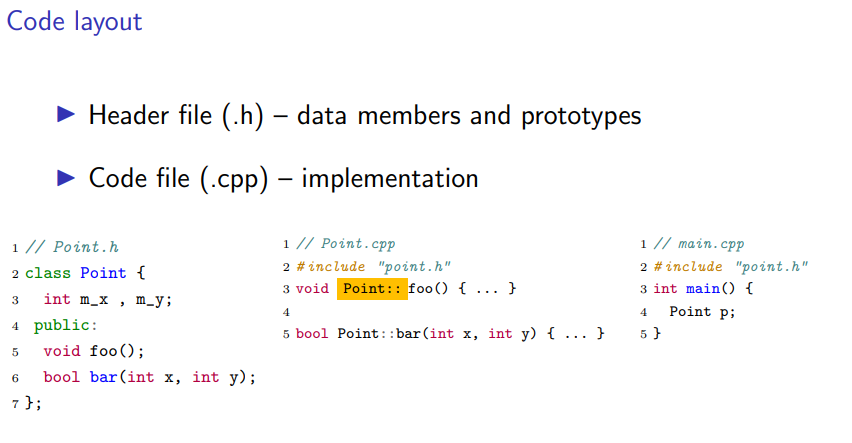 Code layout
▶ Header file (.h) – data members and prototypes
▶ Code file (.cpp) – implementation
1 // Point.h
2 class Point {
3   int m_x , m_y;
4  public:
5   void foo();
6   bool bar(int x, int y);
7 };
1 // Point.cpp
2 #include "point.h"
3 void Point::foo() { ... }
4
5 bool Point::bar(int x, int y) { ... }
1 // main.cpp
2 #include "point.h"
3 int main() {
4   Point p;
5 }